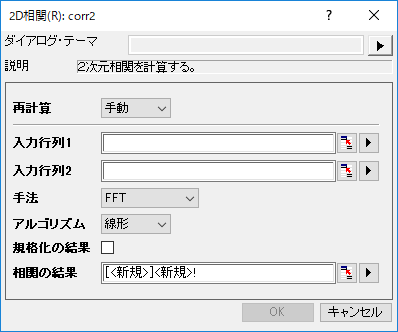 2D相関(R): corr2
ダイアログ・テーマ
説明 2次元相関を計算する。
再計算 手動
入力行列1
入力行列2
手法 FFT
アルゴリズム 線形
規格化の結果
相関の結果 [<新規>]<新規>!
OK キャンセル